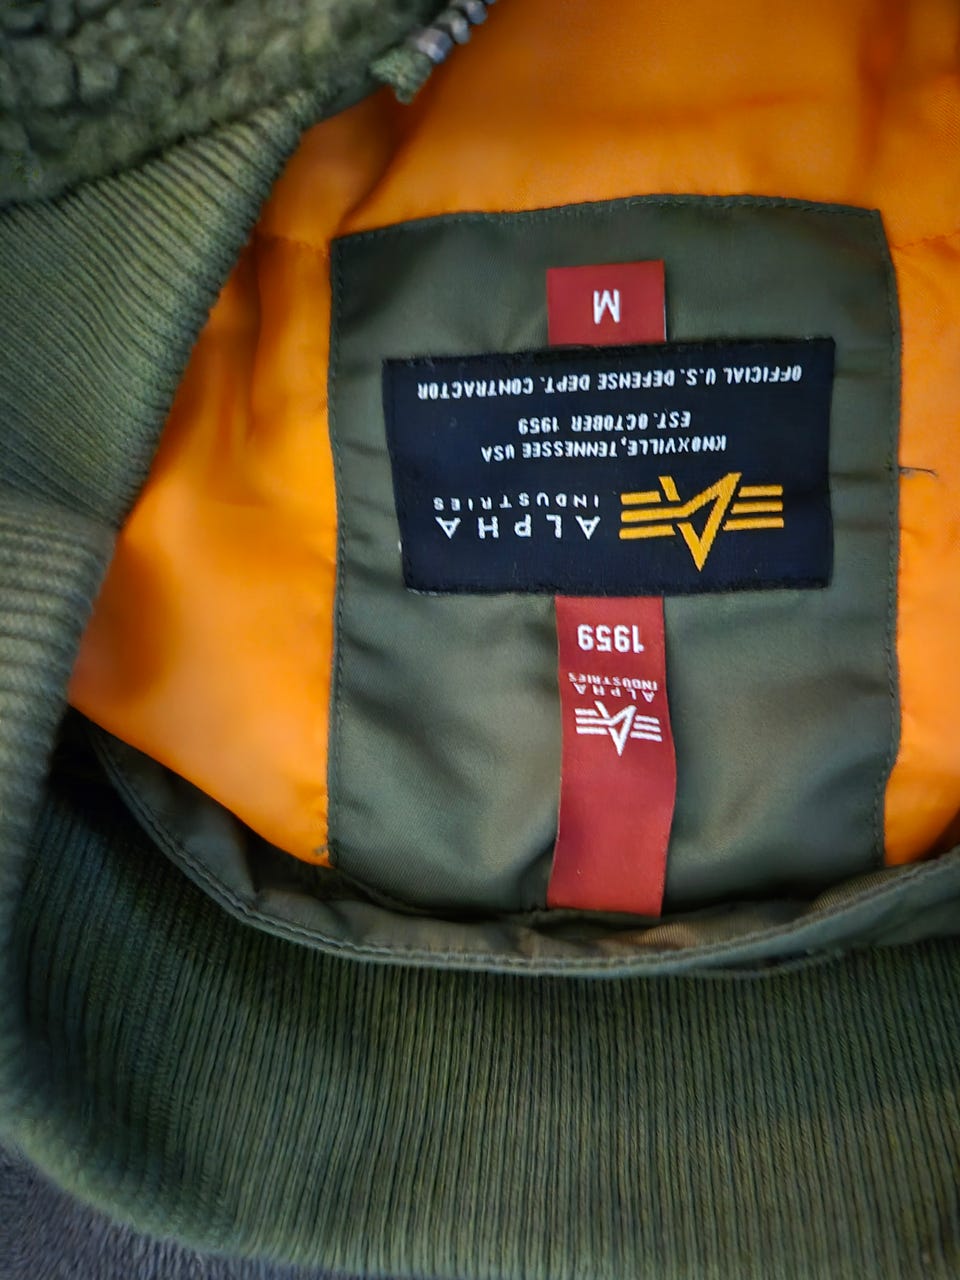 1959
ALPHA
INDUSTRIES
ALPHA
INDUSTRIES
KNOXVILLE, TENNESSEE USA
EST. OCTOBER 1959
OFFICIAL U.S. DEFENSE DEPT. CONTRACTOR
M